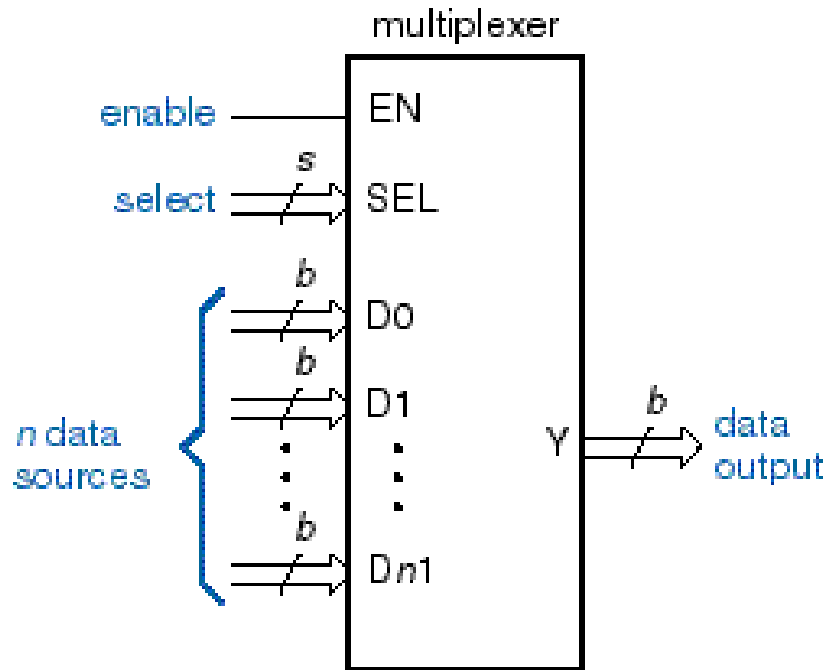 multiplexer
enable
EN
s
select
SEL
b
D0
b
D1
n data
sources
b
Dn1
Y
b
data
output